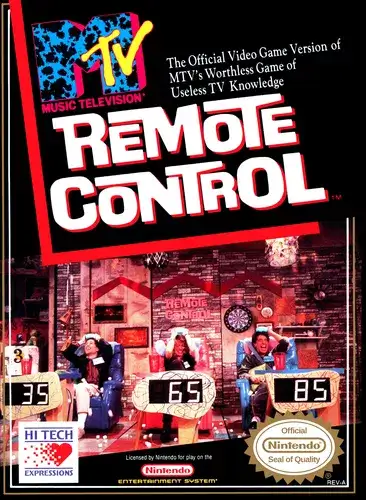 MTV
MUSIC TELEVISION®
The Official Video Game Version of
MTV's Worthless Game of
Useless TV Knowledge
REMOTE
CONTROL™
REMOTE
CONTROL
3
35
65
85
HI TECH
EXPRESSIONS
Licensed by Nintendo for play on the
Nintendo®
ENTERTAINMENT SYSTEM®
Official
Nintendo®
Seal of Quality
REV-A